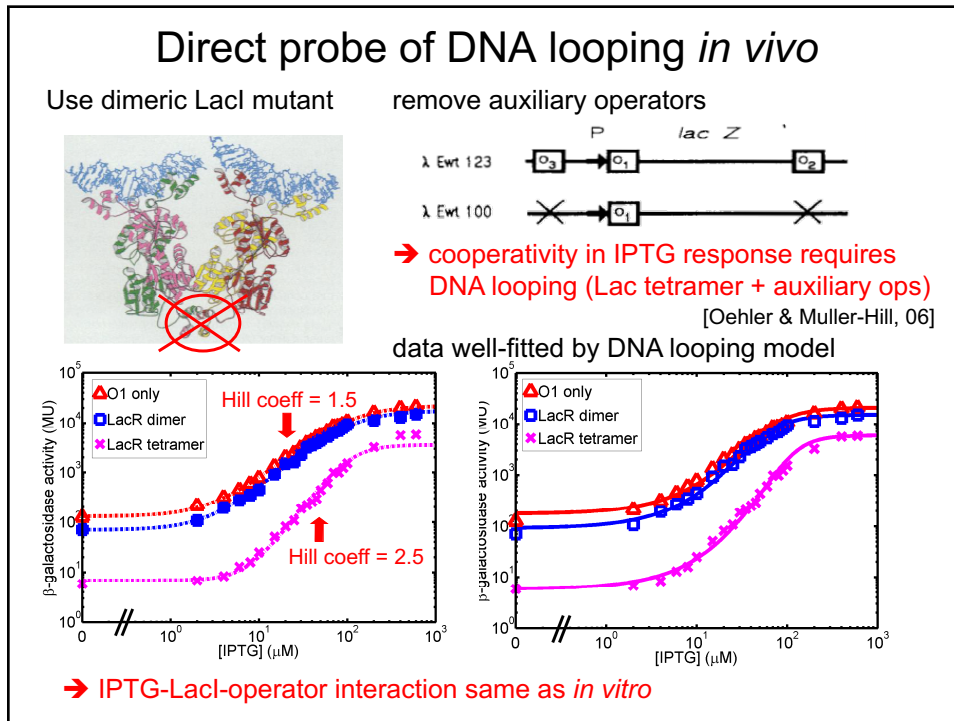 Direct probe of DNA looping in vivo
Use dimeric LacI mutant
remove auxiliary operators
P lac Z
λ Ewt 123 O3 O1 O2
λ Ewt 100 O1
➔ cooperativity in IPTG response requires
DNA looping (Lac tetramer + auxiliary ops)
[Oehler & Muller-Hill, 06]
data well-fitted by DNA looping model
β-galactosidase activity (MU)
10^5
10^4
10^3
10^2
10^1
10^0
O1 only
LacR dimer
LacR tetramer
Hill coeff = 1.5
Hill coeff = 2.5
0 10^0 10^1 10^2 10^3
[IPTG] (μM)
β-galactosidase activity (MU)
10^5
10^4
10^3
10^2
10^1
10^0
O1 only
LacR dimer
LacR tetramer
0 10^0 10^1 10^2 10^3
[IPTG] (μM)
➔ IPTG-LacI-operator interaction same as in vitro